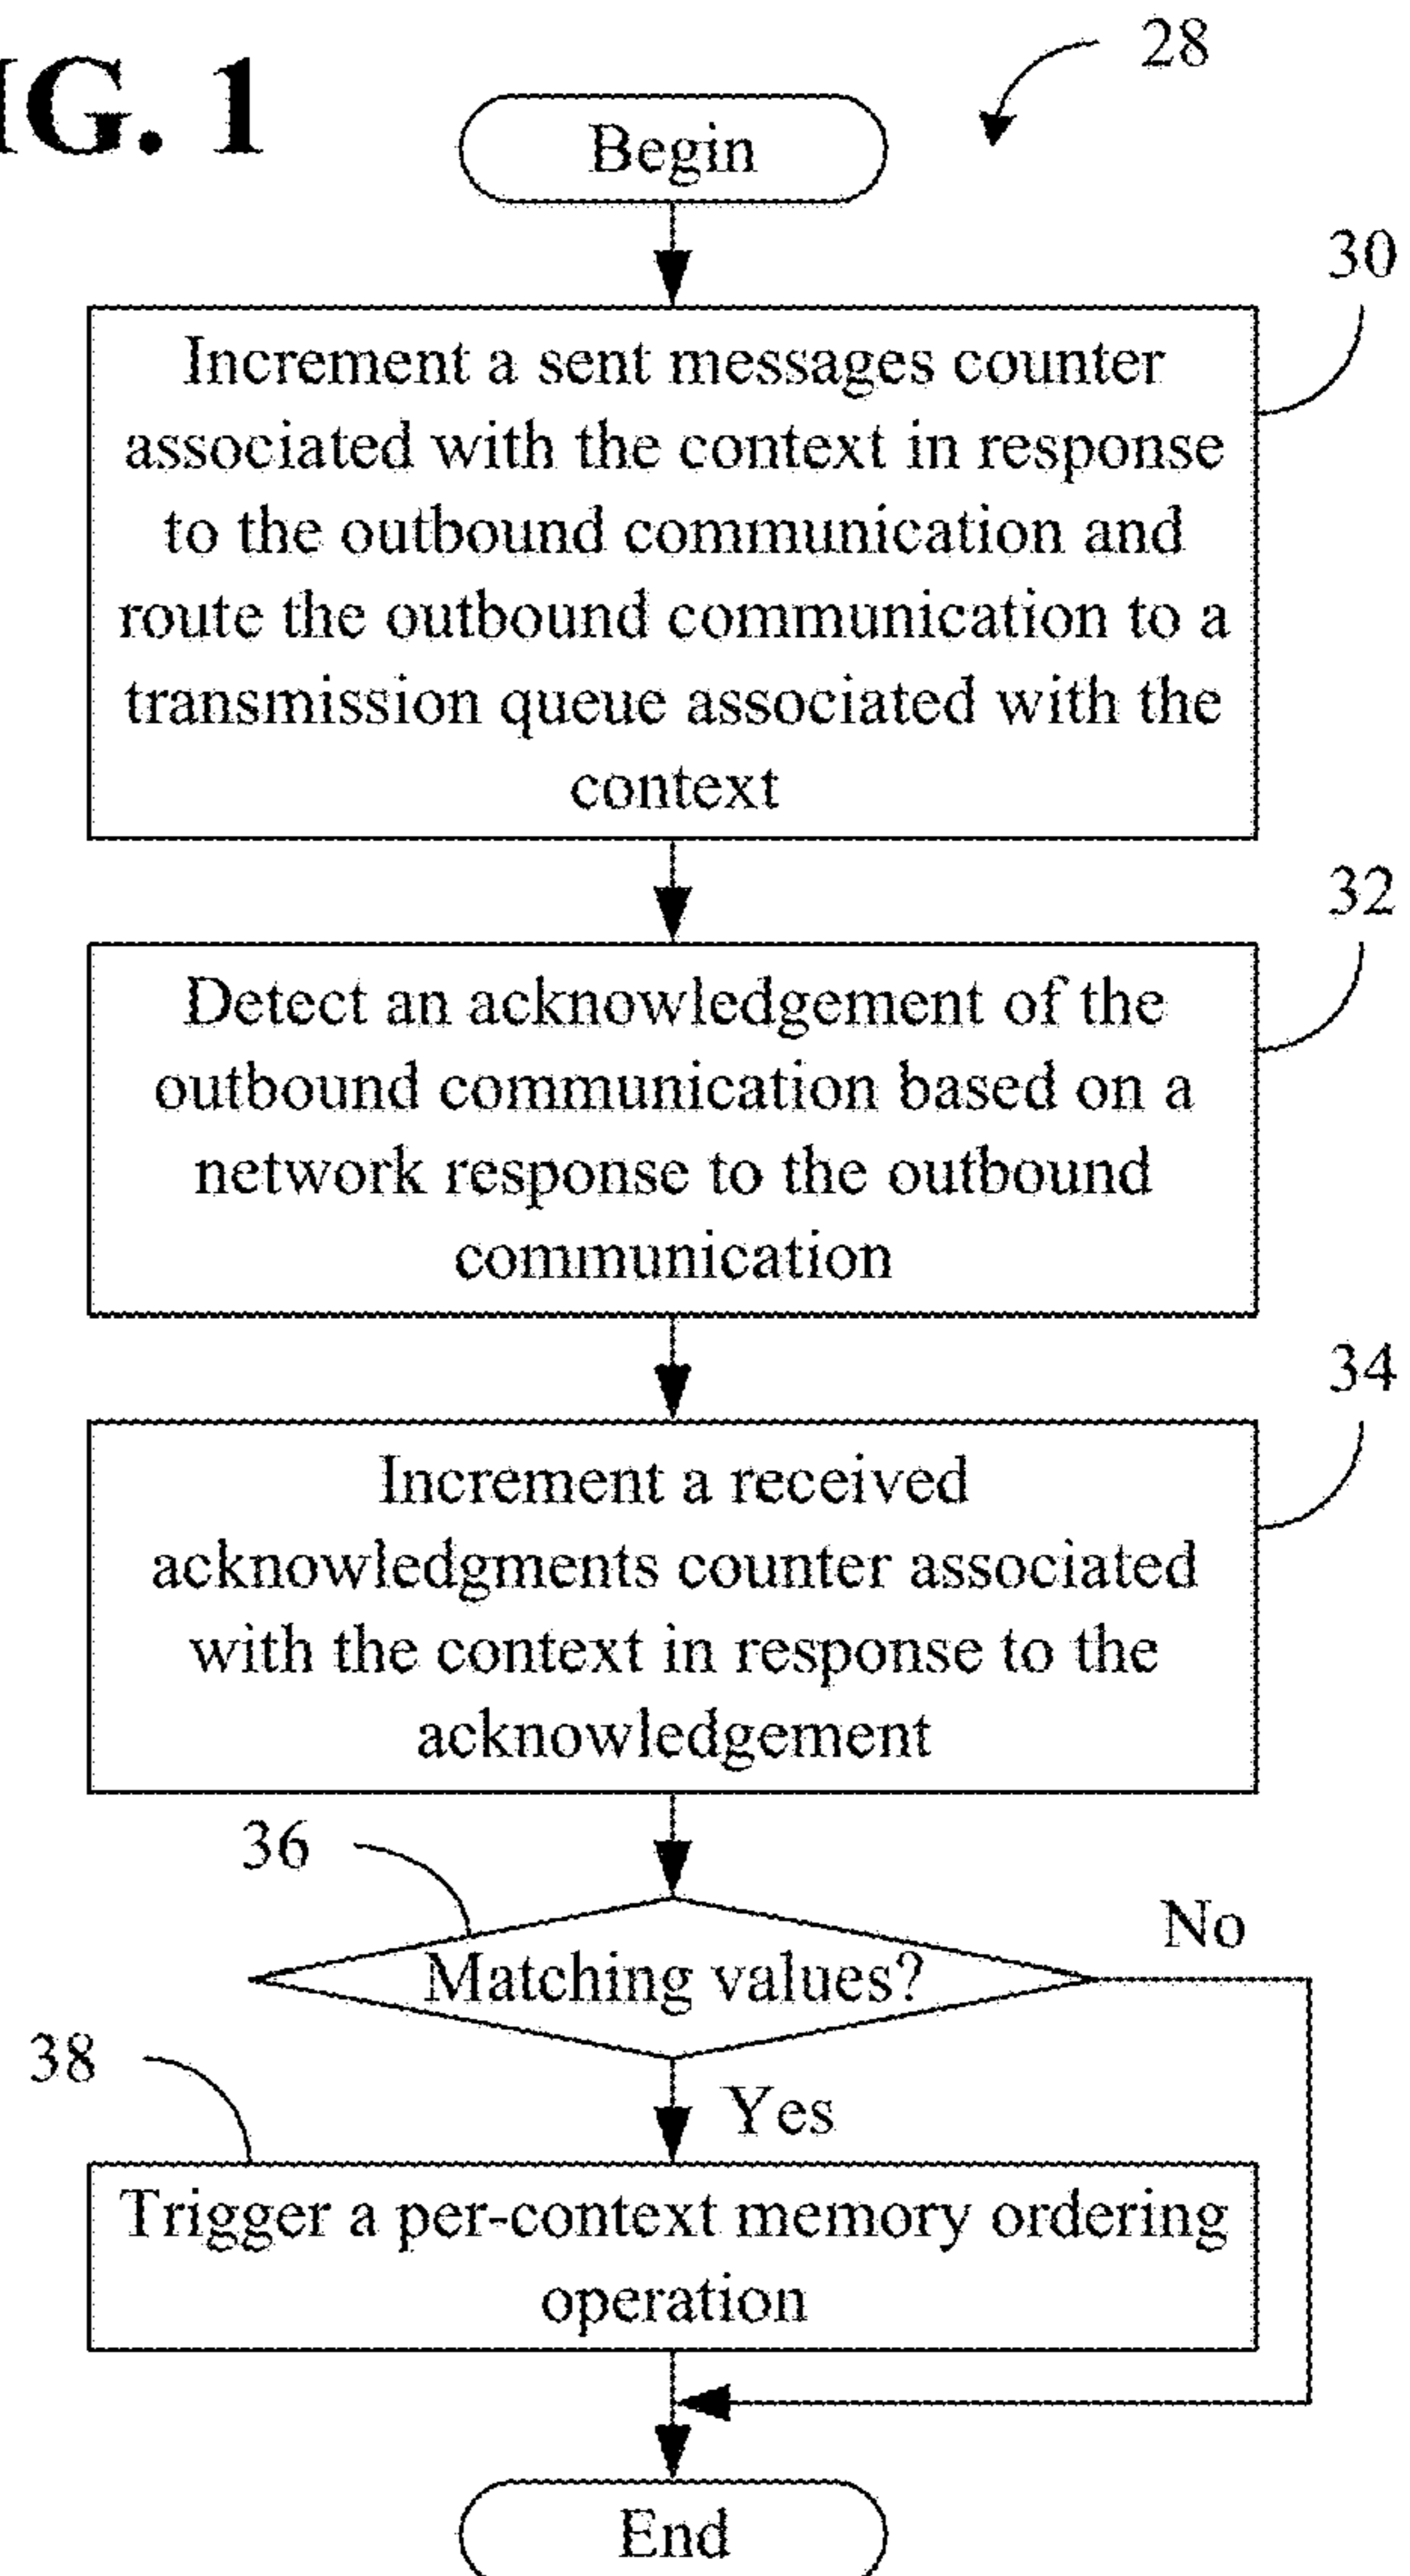 IG. 1
28
Begin
30
Increment a sent messages counter
associated with the context in response
to the outbound communication and
route the outbound communication to a
transmission queue associated with the
context
32
Detect an acknowledgement of the
outbound communication based on a
network response to the outbound
communication
34
Increment a received
acknowledgments counter associated
with the context in response to the
acknowledgement
36
Matching values?
No
38
Yes
Trigger a per-context memory ordering
operation
End